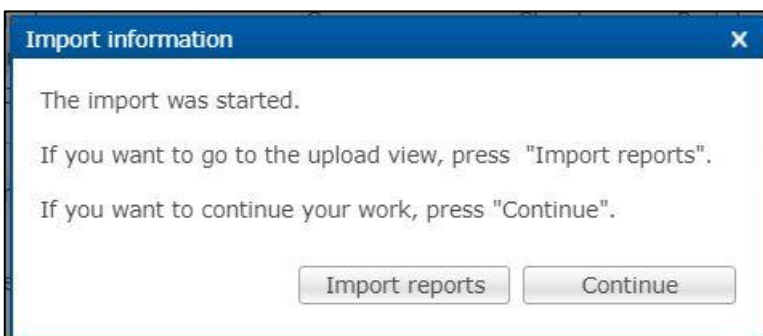 Import information X
The import was started.
If you want to go to the upload view, press "Import reports".
If you want to continue your work, press "Continue".
Import reports Continue